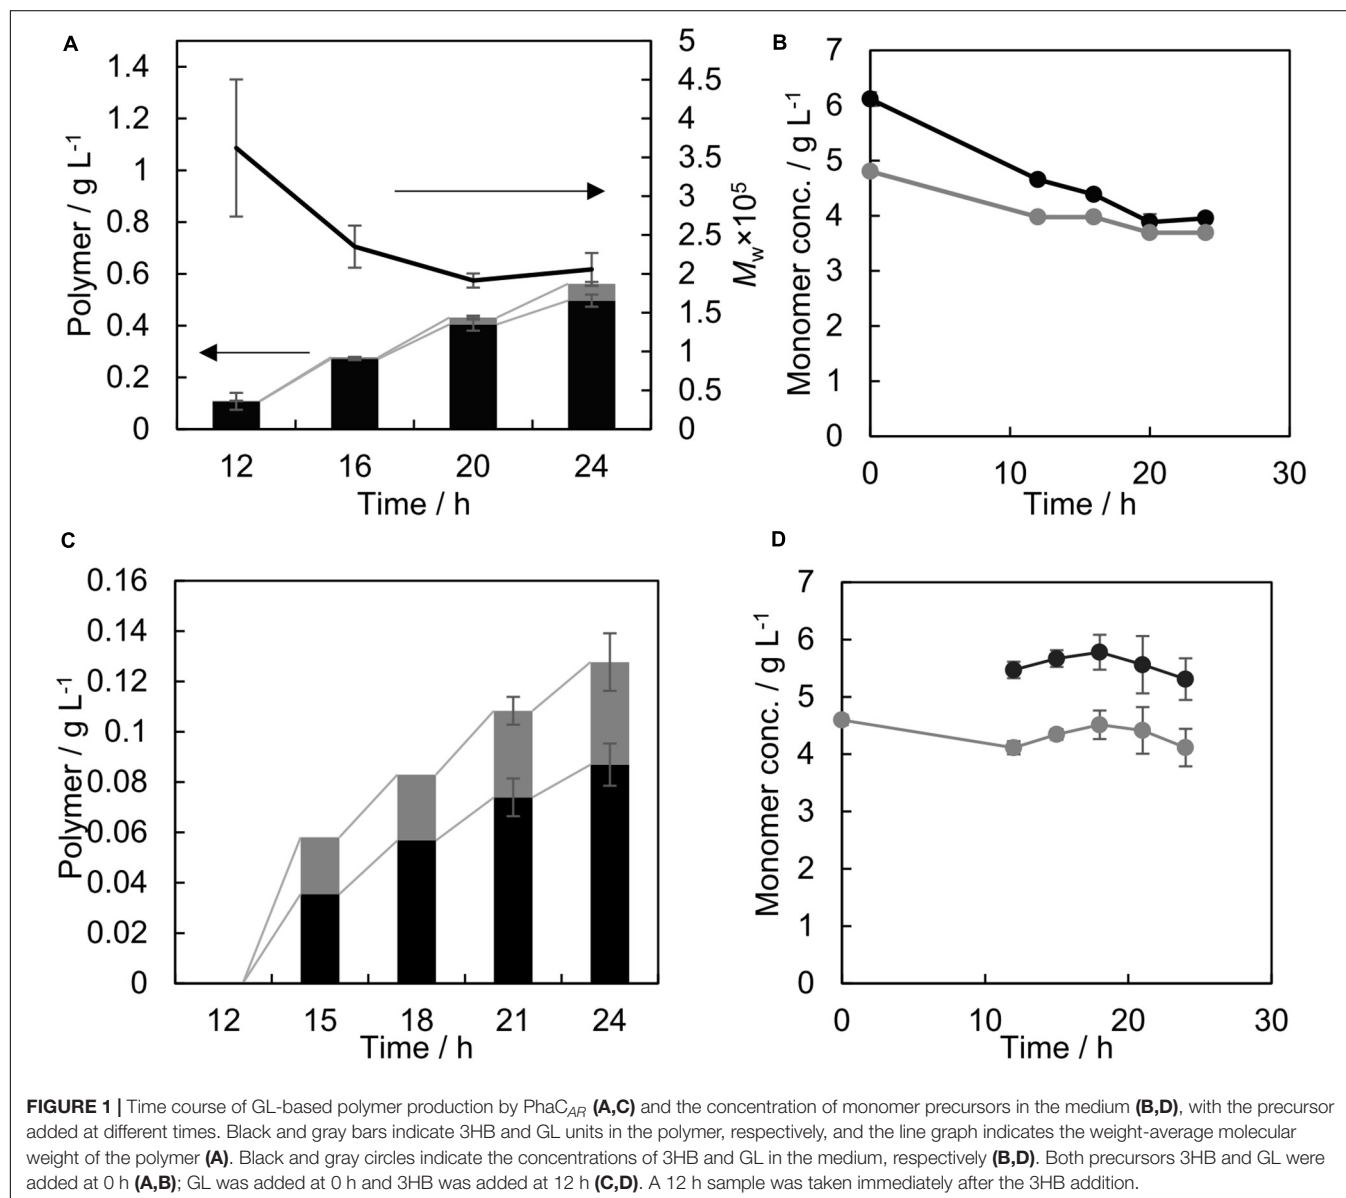 A
1.4
1.2
1
0.8
0.6
0.4
0.2
0
Polymer / g L-1
5
4.5
4
3.5
3
2.5
2
1.5
1
0.5
0
Mw×10⁵
12 16 20 24
Time / h
B
7
6
5
4
3
2
1
0
Monomer conc. / g L-1
0 10 20 30
Time / h
C
0.16
0.14
0.12
0.1
0.08
0.06
0.04
0.02
0
Polymer / g L-1
12 15 18 21 24
Time / h
D
7
6
5
4
3
2
1
0
Monomer conc. / g L-1
0 10 20 30
Time / h
FIGURE 1 | Time course of GL-based polymer production by PhaCAR (A,C) and the concentration of monomer precursors in the medium (B,D), with the precursor
added at different times. Black and gray bars indicate 3HB and GL units in the polymer, respectively, and the line graph indicates the weight-average molecular
weight of the polymer (A). Black and gray circles indicate the concentrations of 3HB and GL in the medium, respectively (B,D). Both precursors 3HB and GL were
added at 0 h (A,B); GL was added at 0 h and 3HB was added at 12 h (C,D). A 12 h sample was taken immediately after the 3HB addition.